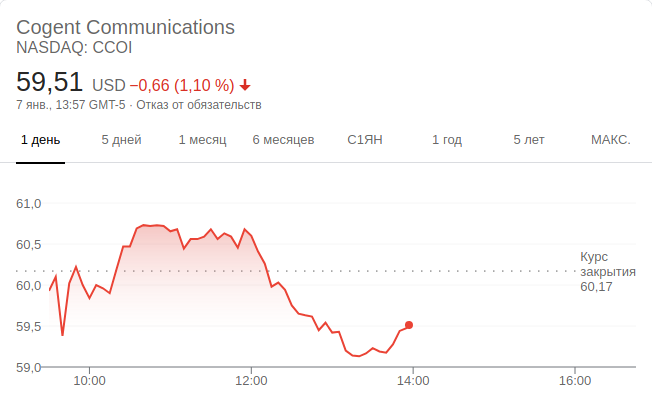 Cogent Communications
NASDAQ: CCOI
59,51 USD −0,66 (1,10 %)
7 янв., 13:57 GMT-5 · Отказ от обязательств
1 день 5 дней 1 месяц 6 месяцев С1ЯН 1 год 5 лет МАКС.
61,0
60,5
Курс
закрытия
60,17
60,0
59,5
59,0
10:00 12:00 14:00 16:00